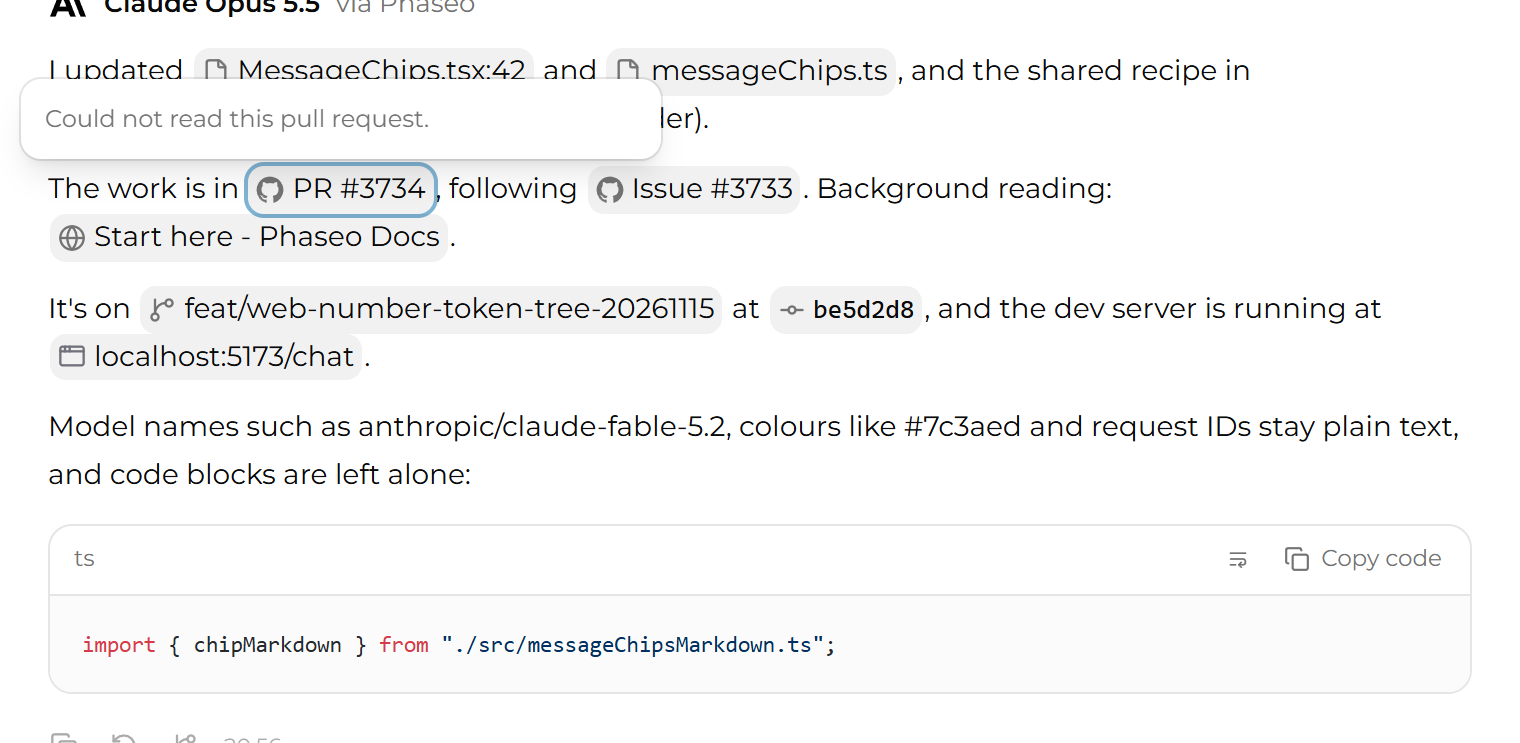 Claude Opus 5.5 via Phaseo
I updated MessageChips.tsx:42 and messageChips.ts, and the shared recipe in
Could not read this pull request.
der).
The work is in PR #3734, following Issue #3733. Background reading:
Start here - Phaseo Docs.
It's on feat/web-number-token-tree-20261115 at be5d2d8, and the dev server is running at
localhost:5173/chat.
Model names such as anthropic/claude-fable-5.2, colours like #7c3aed and request IDs stay plain text,
and code blocks are left alone:
ts Copy code
import { chipMarkdown } from "./src/messageChipsMarkdown.ts";